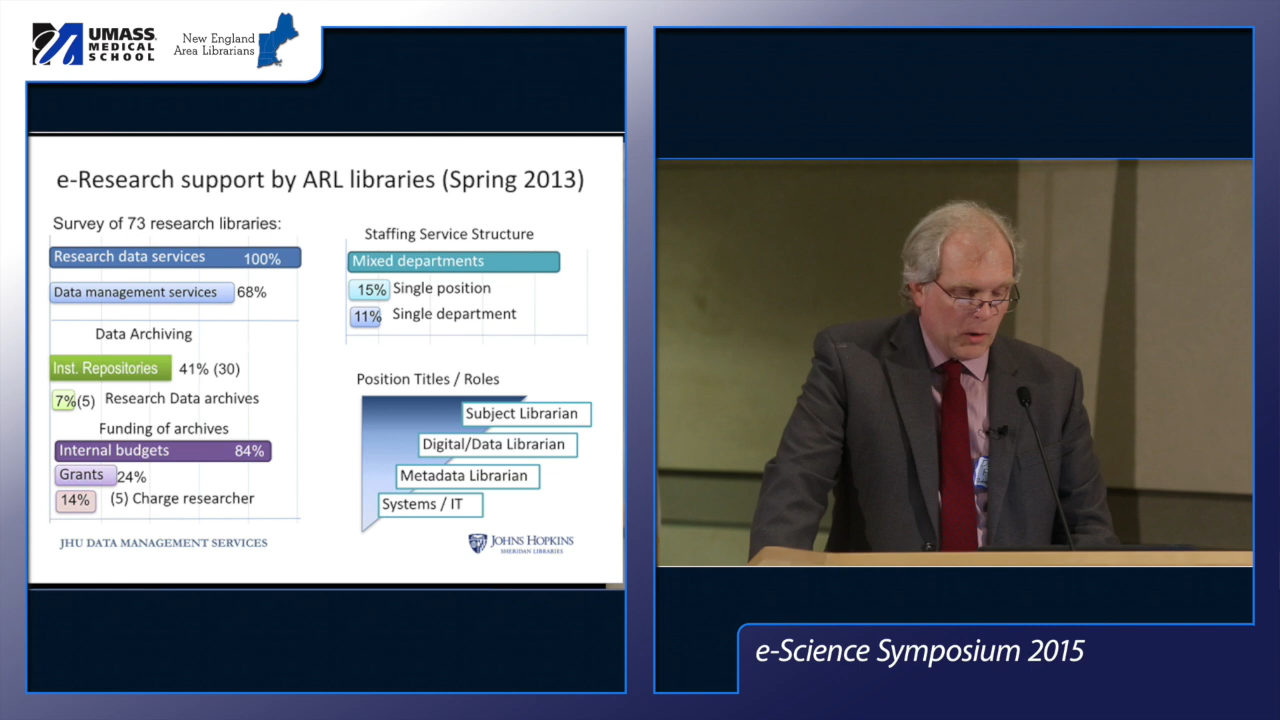 UMASS
MEDICAL
SCHOOL
New England
Area Librarians
e-Research support by ARL libraries (Spring 2013)
Survey of 73 research libraries:
Research data services 100%
Data management services 68%
Data Archiving
Inst. Repositories 41% (30)
7%(5) Research Data archives
Funding of archives
Internal budgets 84%
Grants 24%
14% (5) Charge researcher
JHU DATA MANAGEMENT SERVICES
Staffing Service Structure
Mixed departments
15% Single position
11% Single department
Position Titles / Roles
Subject Librarian
Digital/Data Librarian
Metadata Librarian
Systems / IT
JOHNS HOPKINS
SHERIDAN LIBRARIES
e-Science Symposium 2015